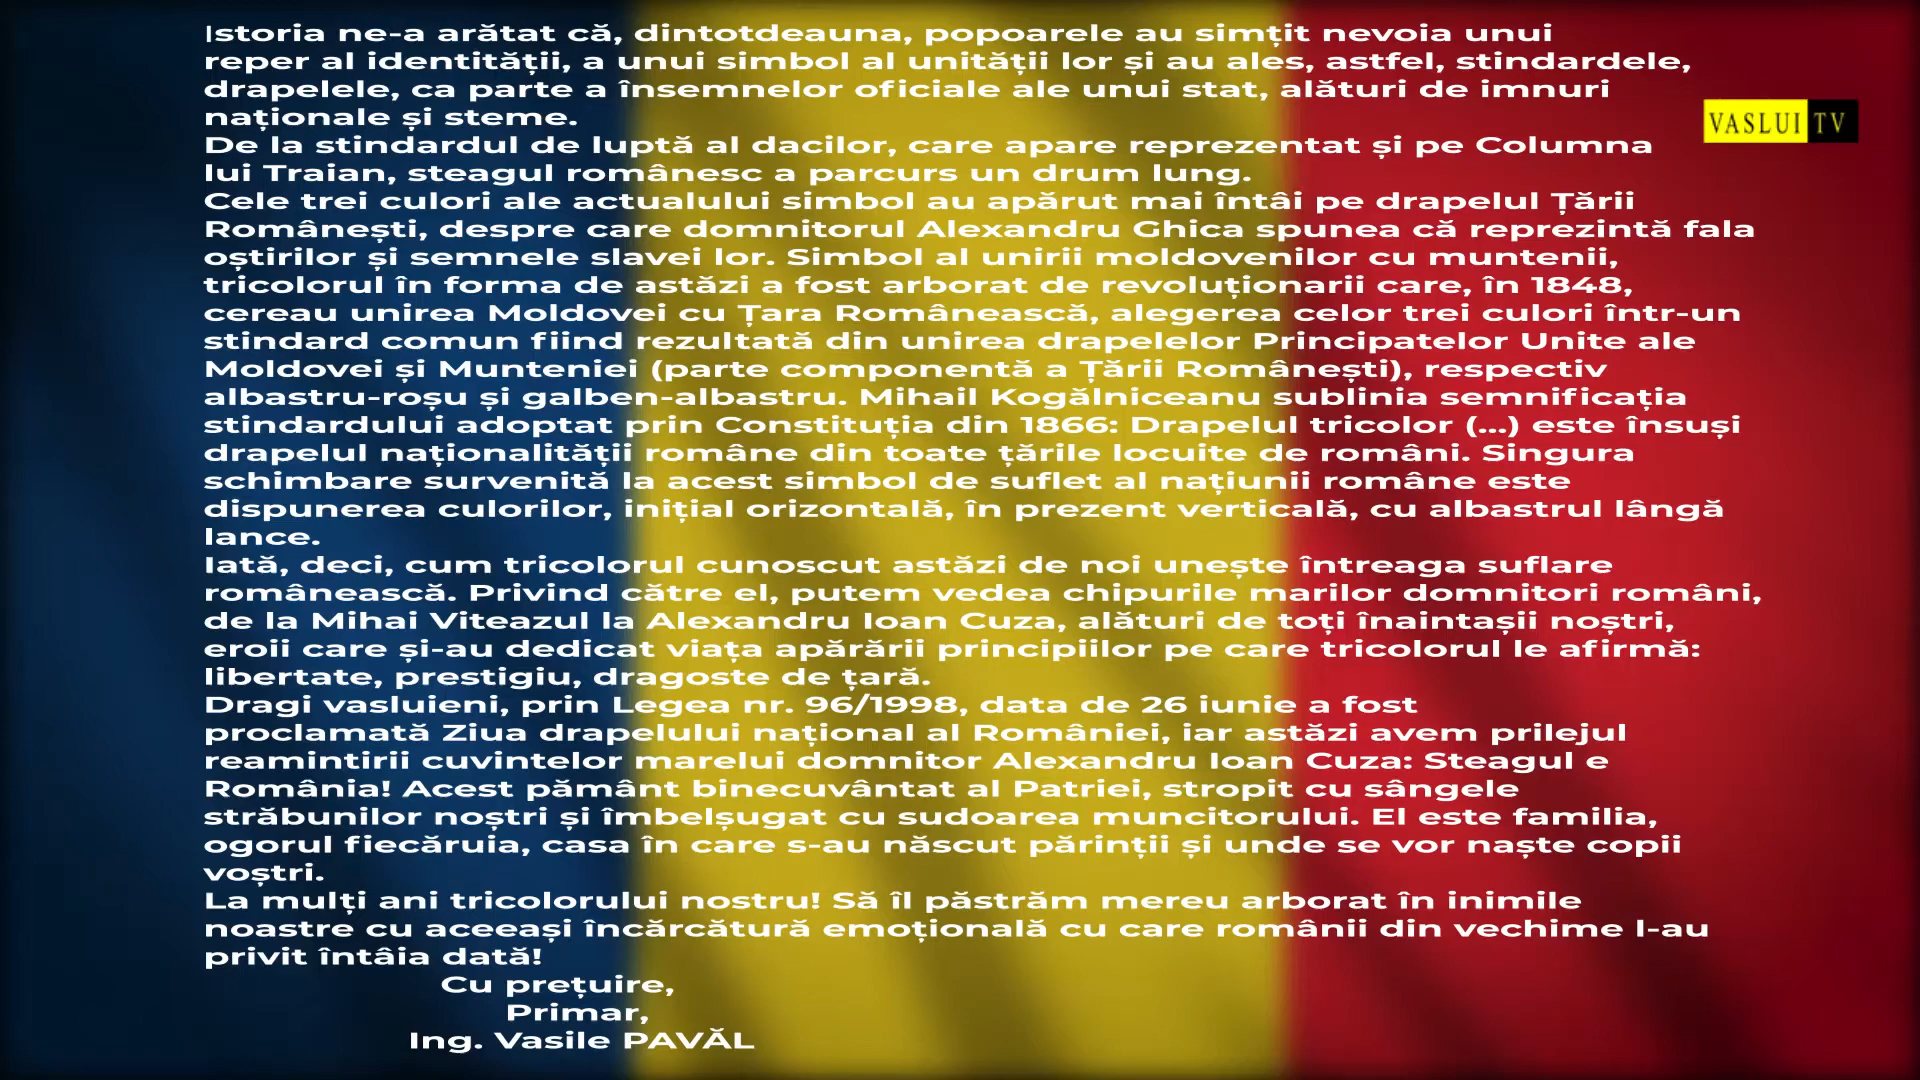 Istoria ne-a arătat că, dintotdeauna, popoarele au simțit nevoia unui
reper al identității, a unui simbol al unității lor și au ales, astfel, stindardele,
drapelele, ca parte a însemnelor oficiale ale unui stat, alături de imnuri
naționale și steme.
VASLUI TV
De la stindardul de luptă al dacilor, care apare reprezentat și pe Columna
lui Traian, steagul românesc a parcurs un drum lung.
Cele trei culori ale actualului simbol au apărut mai întâi pe drapelul Țării
Românești, despre care domnitorul Alexandru Ghica spunea că reprezintă fala
oștirilor și semnele slavei lor. Simbol al unirii moldovenilor cu muntenii,
tricolorul în forma de astăzi a fost arborat de revoluționarii care, în 1848,
cereau unirea Moldovei cu Țara Românească, alegerea celor trei culori într-un
stindard comun fiind rezultată din unirea drapelelor Principatelor Unite ale
Moldovei și Munteniei (parte componentă a Țării Românești), respectiv
albastru-roșu și galben-albastru. Mihail Kogălniceanu sublinia semnificația
stindardului adoptat prin Constituția din 1866: Drapelul tricolor (...) este însuși
drapelul naționalității române din toate țările locuite de români. Singura
schimbare survenită la acest simbol de suflet al națiunii române este
dispunerea culorilor, inițial orizontală, în prezent verticală, cu albastrul lângă
lance.
Iată, deci, cum tricolorul cunoscut astăzi de noi unește întreaga suflare
românească. Privind către el, putem vedea chipurile marilor domnitori români,
de la Mihai Viteazul la Alexandru Ioan Cuza, alături de toți înaintașii noștri,
eroii care și-au dedicat viața apărării principiilor pe care tricolorul le afirmă:
libertate, prestigiu, dragoste de țară.
Dragi vasluieni, prin Legea nr. 96/1998, data de 26 iunie a fost
proclamată Ziua drapelului național al României, iar astăzi avem prilejul
reamintirii cuvintelor marelui domnitor Alexandru Ioan Cuza: Steagul e
România! Acest pământ binecuvântat al Patriei, stropit cu sângele
străbunilor noștri și îmbelșugat cu sudoarea muncitorului. El este familia,
ogorul fiecăruia, casa în care s-au născut părinții și unde se vor naște copii
voștri.
La mulți ani tricolorului nostru! Să îl păstrăm mereu arborat în inimile
noastre cu aceeași încărcătură emoțională cu care românii din vechime l-au
privit întâia dată!
Cu prețuire,
Primar,
Ing. Vasile PAVĂL